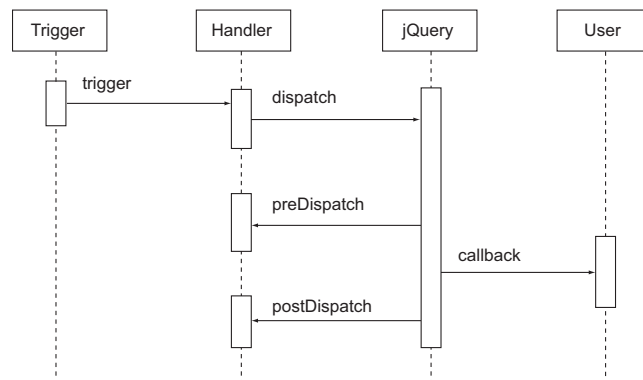 Trigger
Handler
jQuery
User
trigger
dispatch
preDispatch
callback
postDispatch